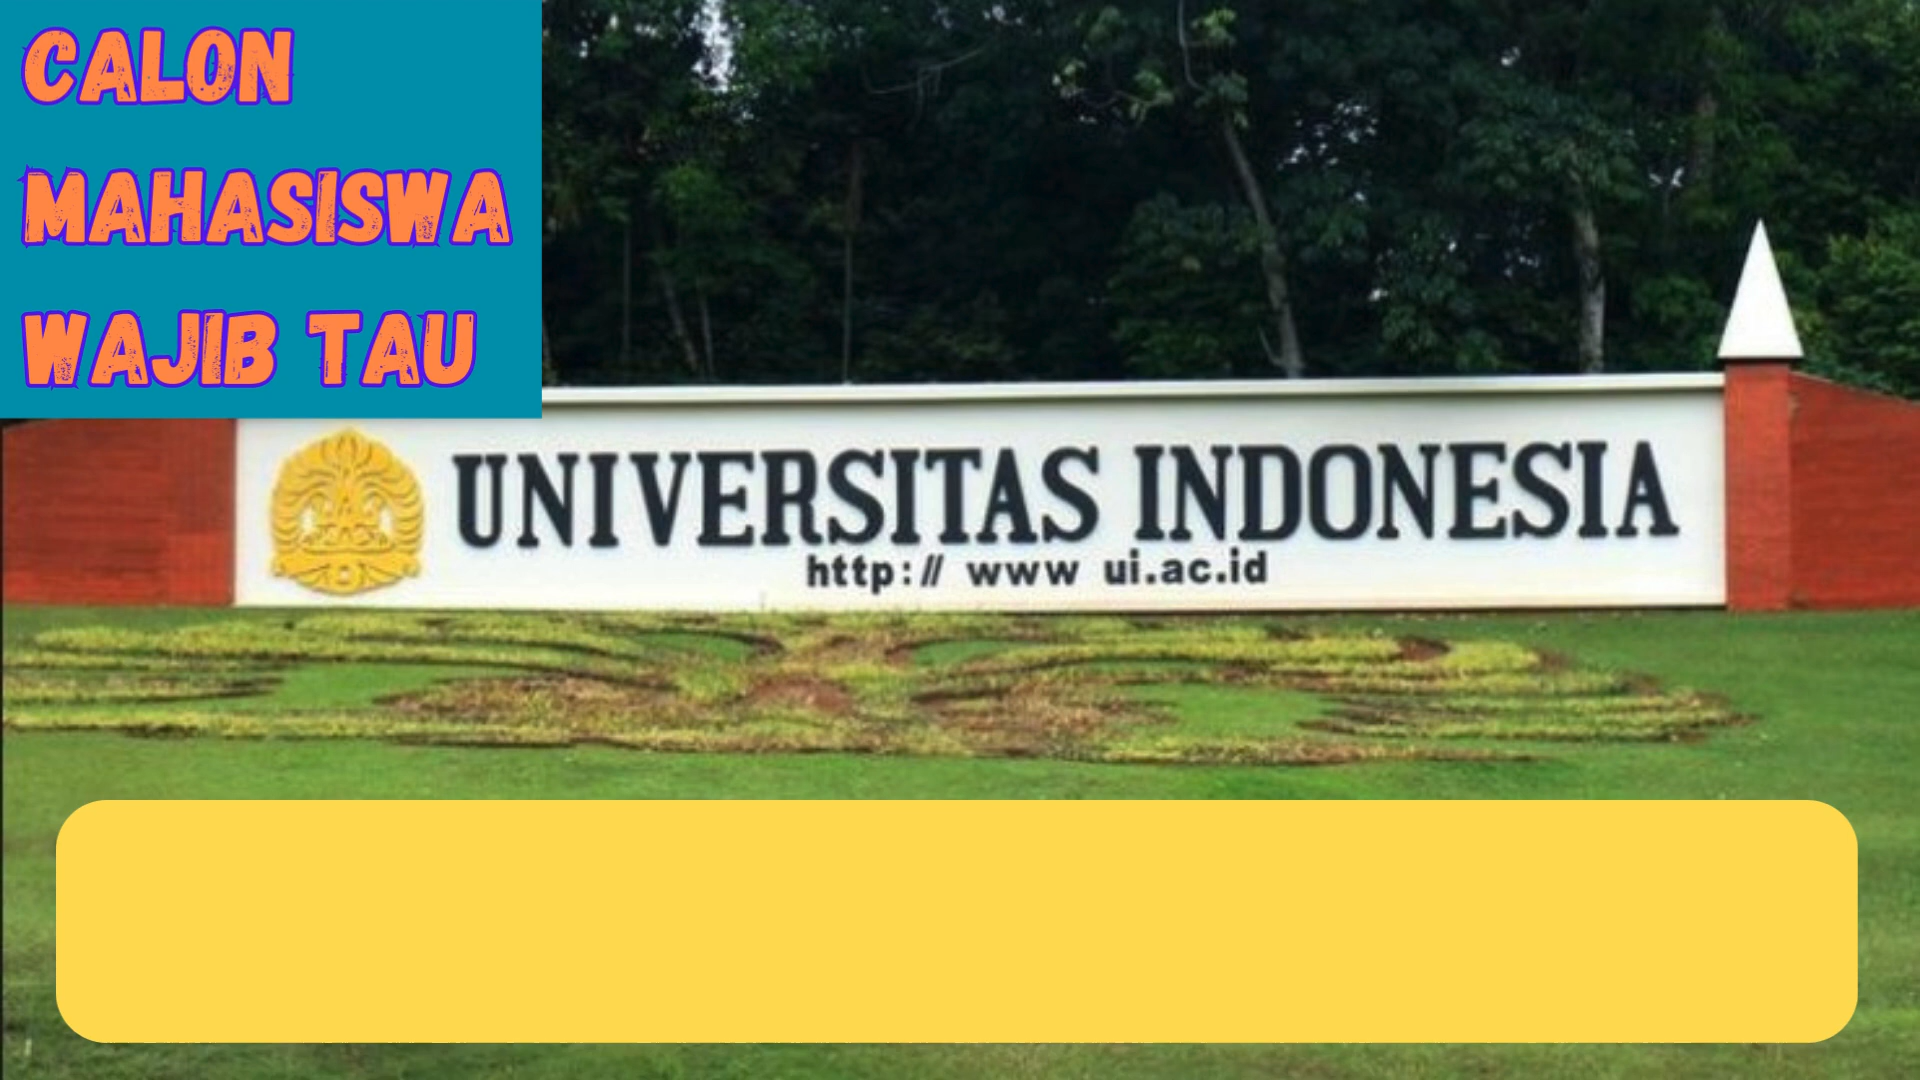 CALON
MAHASISWA
WAJIB TAU
UNIVERSITAS INDONESIA
http:// www ui.ac.id